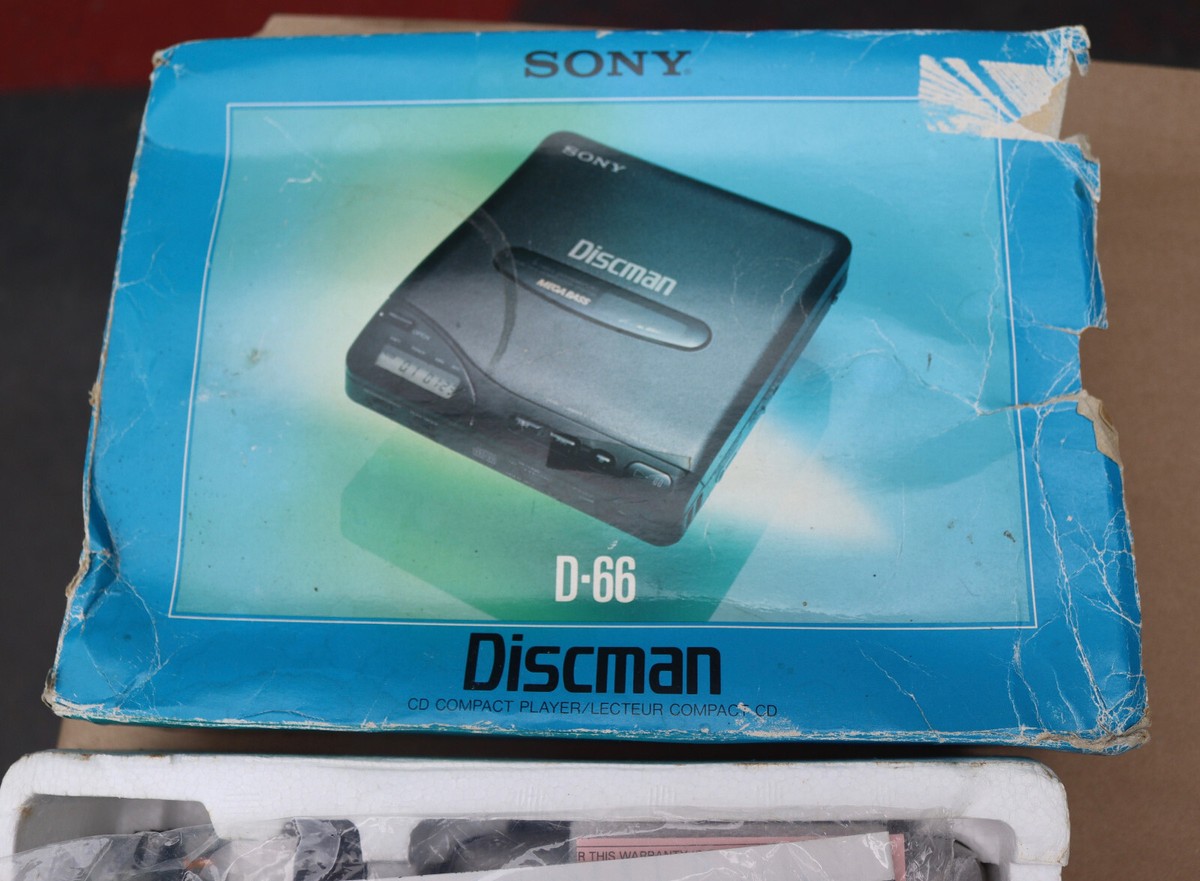 SONY
SONY
Discman
MEGA BASS
D-66
Discman
CD COMPACT PLAYER/LECTEUR COMPACT CD
R THIS WARRANTY